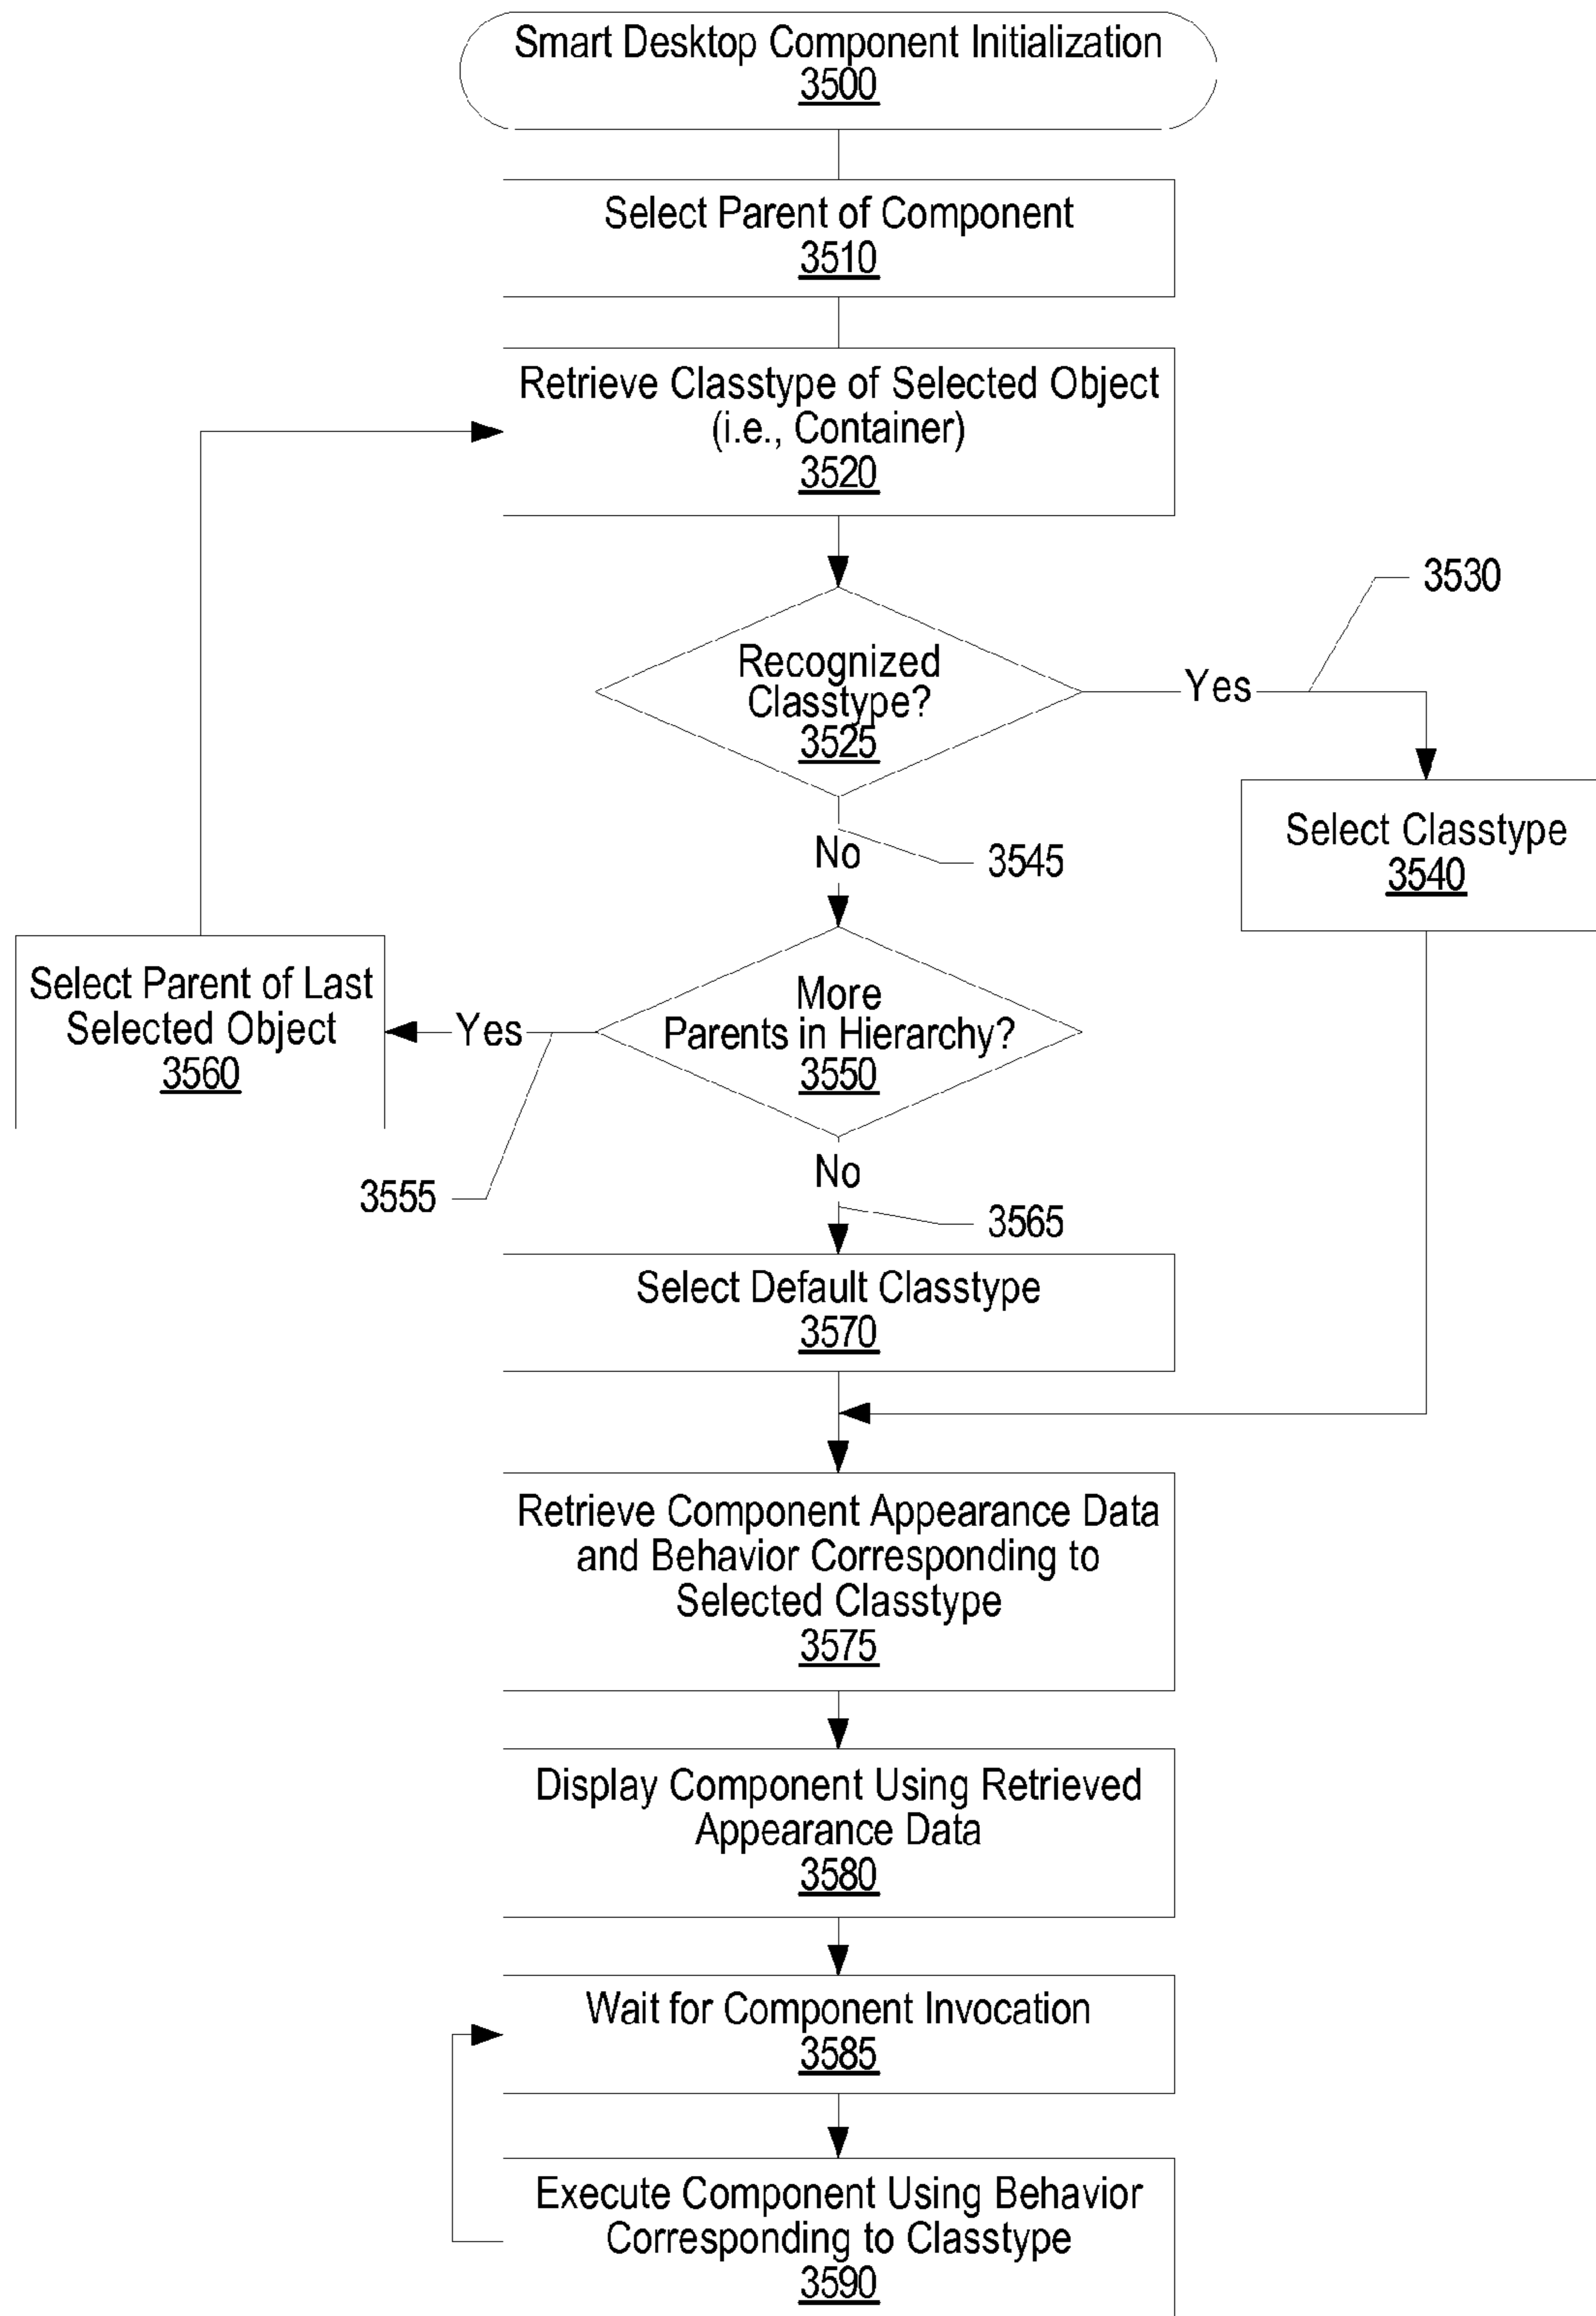 Smart Desktop Component Initialization
3500
Select Parent of Component
3510
Retrieve Classtype of Selected Object
(i.e., Container)
3520
Recognized
Classtype?
3525
Yes
3530
Select Classtype
3540
No
3545
More
Parents in Hierarchy?
3550
Yes
3555
Select Parent of Last
Selected Object
3560
No
3565
Select Default Classtype
3570
Retrieve Component Appearance Data
and Behavior Corresponding to
Selected Classtype
3575
Display Component Using Retrieved
Appearance Data
3580
Wait for Component Invocation
3585
Execute Component Using Behavior
Corresponding to Classtype
3590